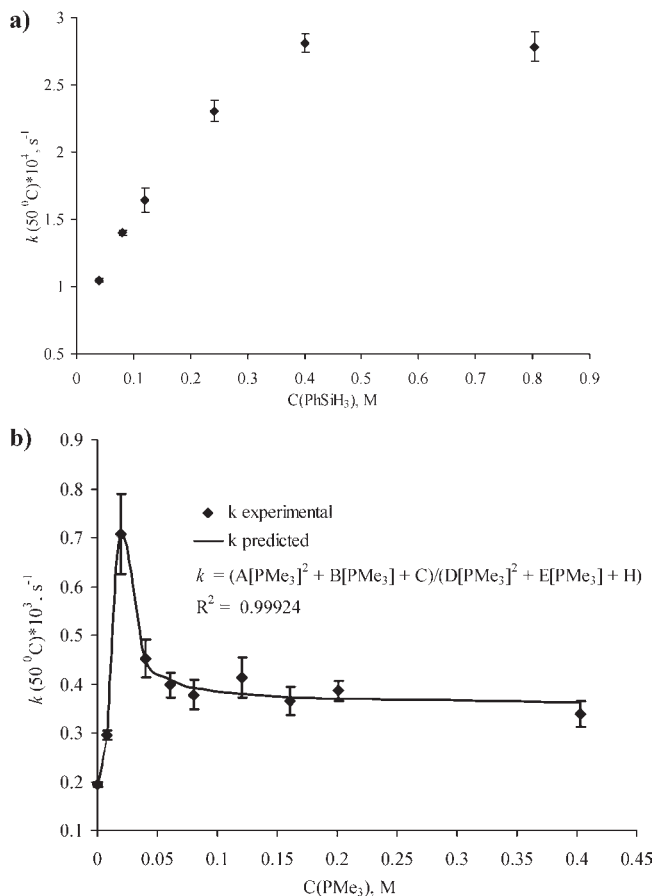 a)
3
2.5
2
1.5
1
0.5
k (50 ⁰C)*10⁴, s⁻¹
0 0.1 0.2 0.3 0.4 0.5 0.6 0.7 0.8 0.9
C(PhSiH₃), M
b)
0.9
0.8
0.7
0.6
0.5
0.4
0.3
0.2
0.1
k (50 ⁰C)*10³, s⁻¹
k experimental
k predicted
k = (A[PMe₃]² + B[PMe₃] + C)/(D[PMe₃]² + E[PMe₃] + H)
R² = 0.99924
0 0.05 0.1 0.15 0.2 0.25 0.3 0.35 0.4 0.45
C(PMe₃), M